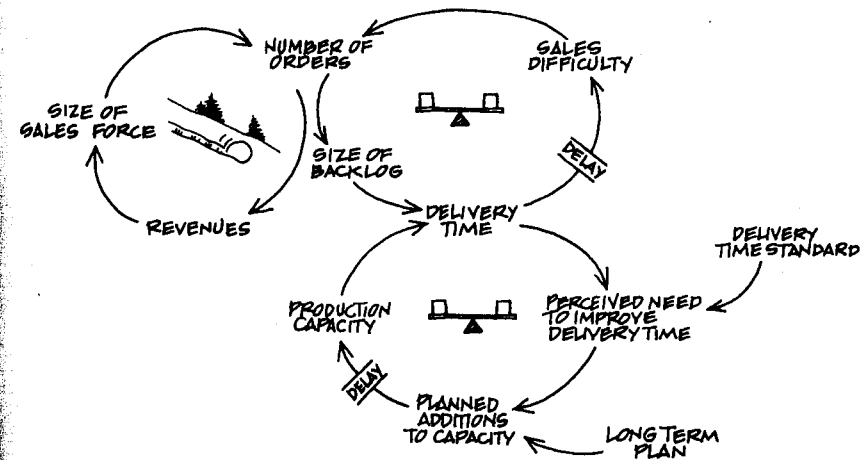 NUMBER OF
ORDERS
SALES
DIFFICULTY
SIZE OF
SALES FORCE
SIZE OF
BACKLOG
DELAY
REVENUES
DELIVERY
TIME
DELIVERY
TIME STANDARD
PRODUCTION
CAPACITY
PERCEIVED NEED
TO IMPROVE
DELIVERY TIME
DELAY
PLANNED
ADDITIONS
TO CAPACITY
LONG TERM
PLAN